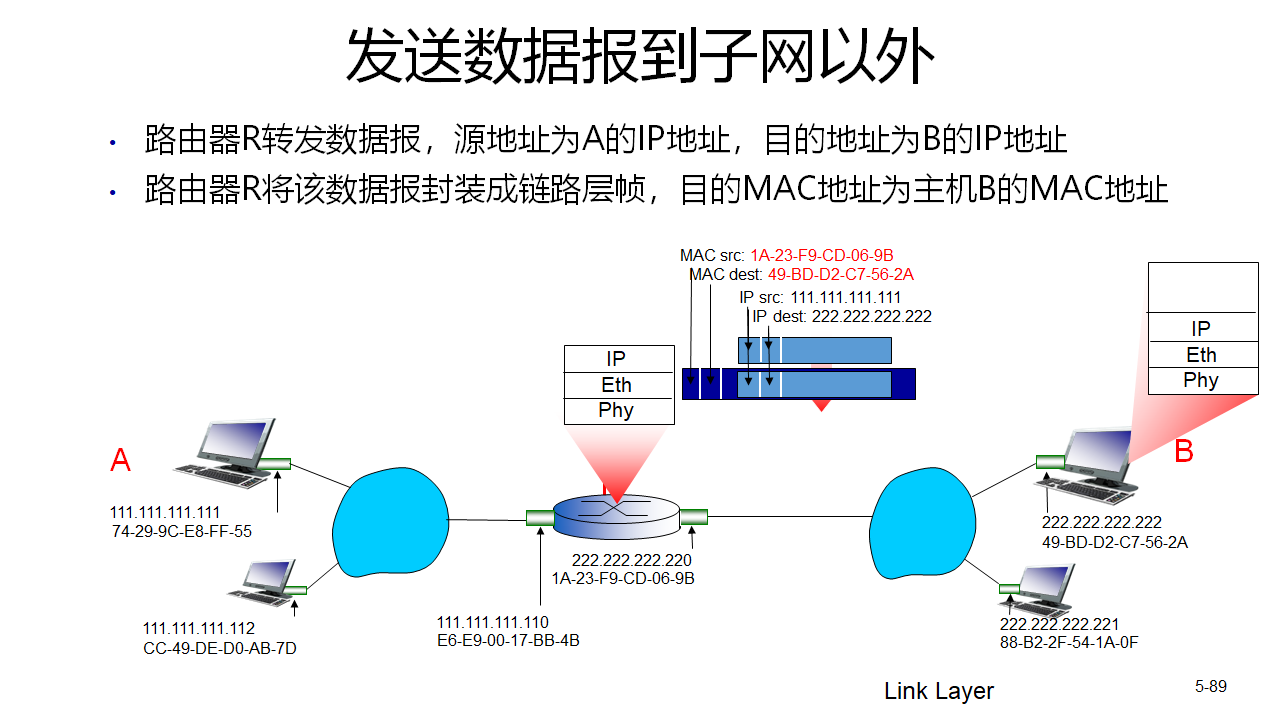 发送数据报到子网以外
• 路由器R转发数据报，源地址为A的IP地址，目的地址为B的IP地址
• 路由器R将该数据报封装成链路层帧，目的MAC地址为主机B的MAC地址
MAC src: 1A-23-F9-CD-06-9B
MAC dest: 49-BD-D2-C7-56-2A
IP src: 111.111.111.111
IP dest: 222.222.222.222
IP
Eth
Phy
IP
Eth
Phy
A
111.111.111.111
74-29-9C-E8-FF-55
111.111.111.112
CC-49-DE-D0-AB-7D
222.222.222.220
1A-23-F9-CD-06-9B
111.111.111.110
E6-E9-00-17-BB-4B
B
222.222.222.222
49-BD-D2-C7-56-2A
222.222.222.221
88-B2-2F-54-1A-0F
Link Layer
5-89